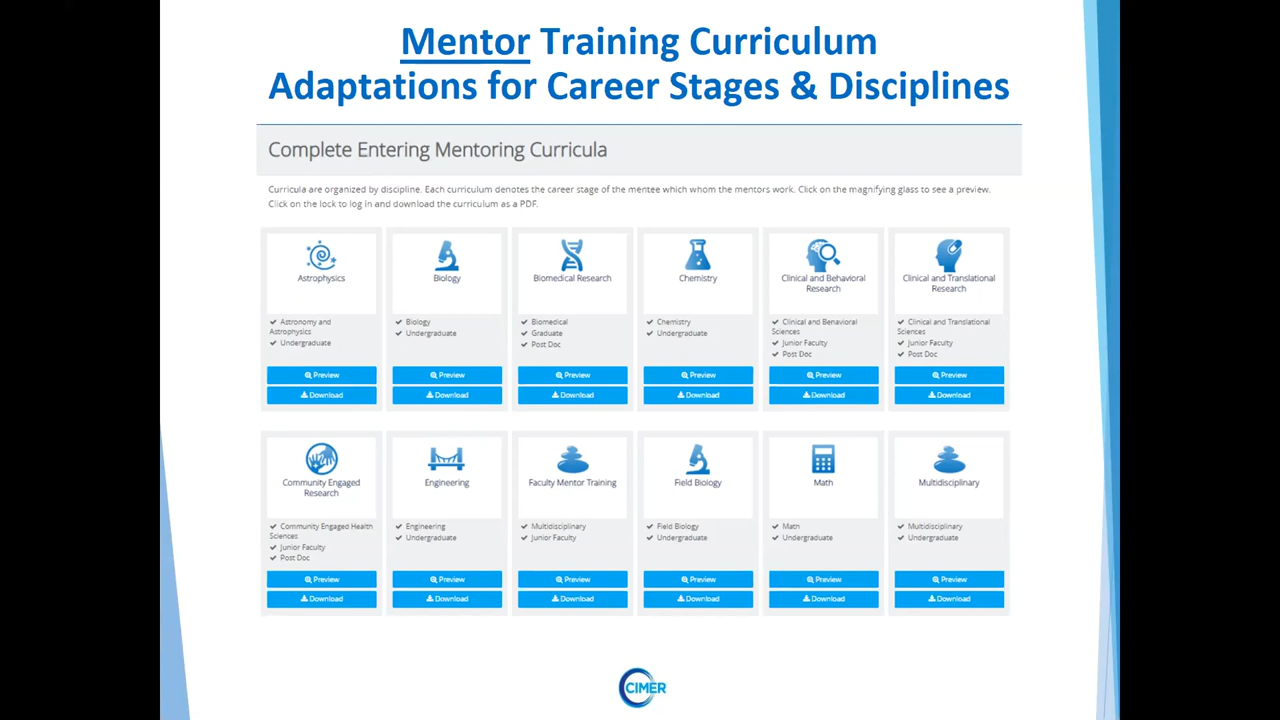 Mentor Training Curriculum
Adaptations for Career Stages & Disciplines
Complete Entering Mentoring Curricula
Curricula are organized by discipline. Each curriculum denotes the career stage of the mentee which whom the mentors work. Click on the magnifying glass to see a preview.
Click on the lock to log in and download the curriculum as a PDF.
Astrophysics
✔ Astronomy and
Astrophysics
✔ Undergraduate
Preview
Download
Biology
✔ Biology
✔ Undergraduate
Preview
Download
Biomedical Research
✔ Biomedical
✔ Graduate
✔ Post Doc
Preview
Download
Chemistry
✔ Chemistry
✔ Undergraduate
Preview
Download
Clinical and Behavioral
Research
✔ Clinical and Behavioral
Sciences
✔ Junior Faculty
✔ Post Doc
Preview
Download
Clinical and Translational
Research
✔ Clinical and Translational
Sciences
✔ Junior Faculty
✔ Post Doc
Preview
Download
Community Engaged
Research
✔ Community Engaged Health
Sciences
✔ Junior Faculty
✔ Post Doc
Preview
Download
Engineering
✔ Engineering
✔ Undergraduate
Preview
Download
Faculty Mentor Training
✔ Multidisciplinary
✔ Junior Faculty
Preview
Download
Field Biology
✔ Field Biology
✔ Undergraduate
Preview
Download
Math
✔ Math
✔ Undergraduate
Preview
Download
Multidisciplinary
✔ Multidisciplinary
✔ Undergraduate
Preview
Download
CIMER